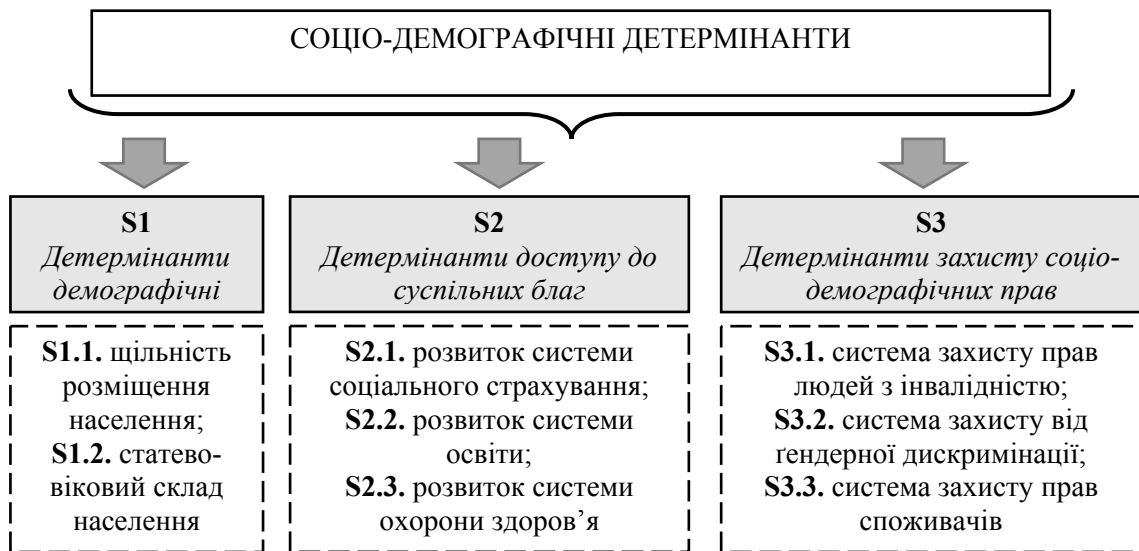 СОЦІО-ДЕМОГРАФІЧНІ ДЕТЕРМІНАНТИ
S1
Детермінанти
демографічні
S2
Детермінанти доступу до
суспільних благ
S3
Детермінанти захисту соціо-
демографічних прав
S1.1. щільність
розміщення
населення;
S1.2. статево-
віковий склад
населення
S2.1. розвиток системи
соціального страхування;
S2.2. розвиток системи
освіти;
S2.3. розвиток системи
охорони здоров’я
S3.1. система захисту прав
людей з інвалідністю;
S3.2. система захисту від
ґендерної дискримінації;
S3.3. система захисту прав
споживачів